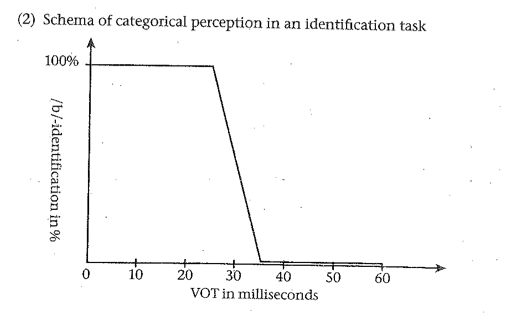 (2) Schema of categorical perception in an identification task
100%
/b/-identification in %
0 10 20 30 40 50 60
VOT in milliseconds